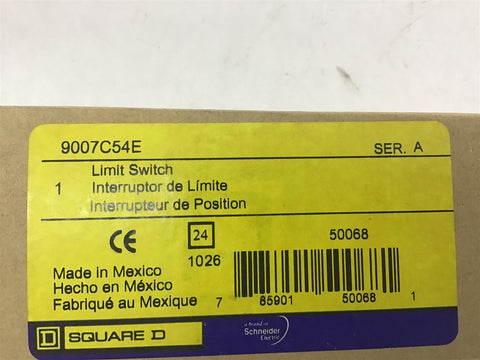 9007C54E SER. A
Limit Switch
1 Interruptor de Límite
Interrupteur de Position
CE 24 50068
1026
Made in Mexico
Hecho en México
Fabriqué au Mexique 7 85901 50068 1
D SQUARE D
a brand of
Schneider
Electric